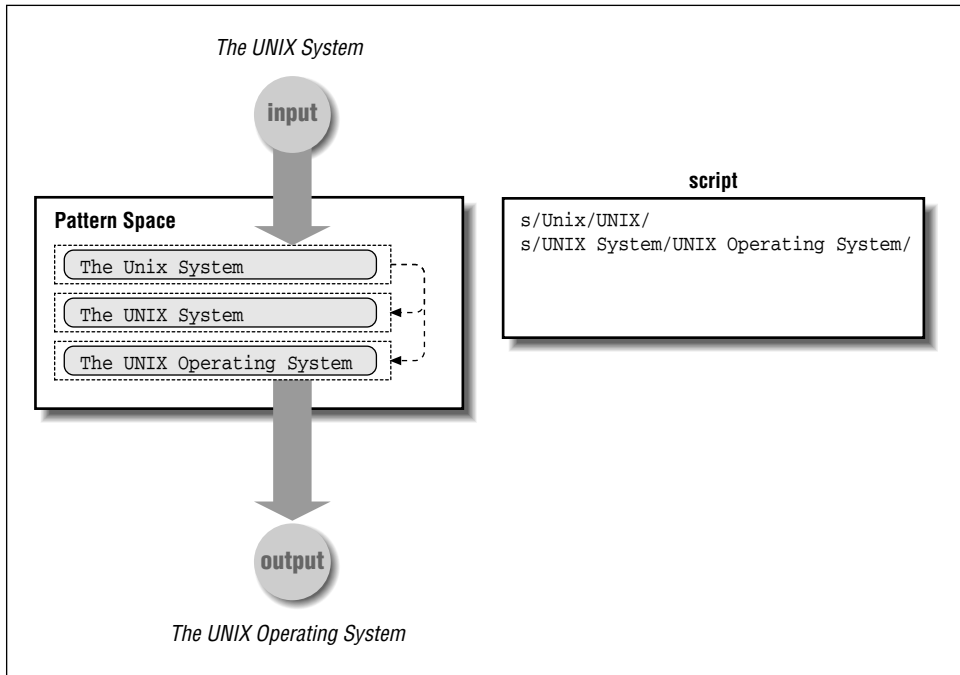 The UNIX System
input
Pattern Space
The Unix System
The UNIX System
The UNIX Operating System
output
The UNIX Operating System
script
s/Unix/UNIX/
s/UNIX System/UNIX Operating System/